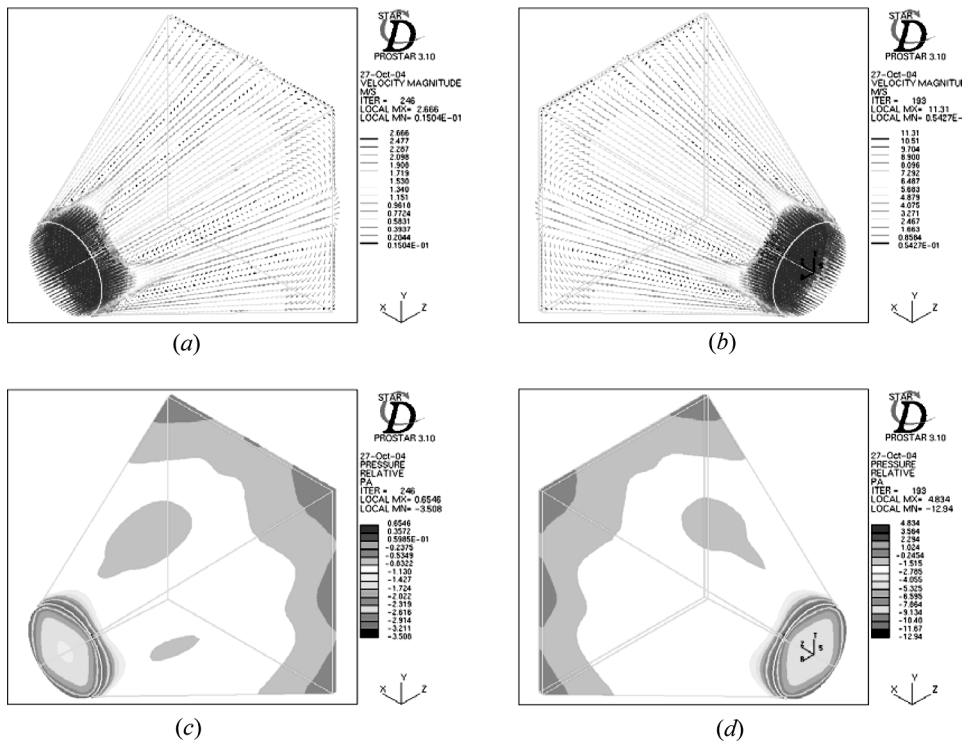 STAR
D
PROSTAR 3.10
27-Oct-04
VELOCITY MAGNITUDE
M/S
ITER = 246
LOCAL MX= 2.666
LOCAL MN= 0.1504E-01
2.666
2.477
2.287
2.098
1.908
1.719
1.530
1.340
1.151
0.9618
0.7724
0.5831
0.3937
0.2044
0.1504E-01
Y
X
Z
(a)
STAR
D
PROSTAR 3.10
27-Oct-04
VELOCITY MAGNITUD
M/S
ITER = 193
LOCAL MX= 11.31
LOCAL MN= 0.5427E-
11.31
10.51
9.704
8.900
8.096
7.292
6.487
5.683
4.879
4.075
3.271
2.467
1.663
0.8584
0.5427E-01
Y
X
Z
(b)
STAR
D
PROSTAR 3.10
27-Oct-04
PRESSURE
RELATIVE
PA
ITER = 246
LOCAL MX= 0.6546
LOCAL MN= -3.508
0.6546
0.3572
0.5985E-01
-0.2375
-0.5349
-0.8322
-1.130
-1.427
-1.724
-2.022
-2.319
-2.616
-2.914
-3.211
-3.508
Y
X
Z
(c)
STAR
D
PROSTAR 3.10
27-Oct-04
PRESSURE
RELATIVE
PA
ITER = 193
LOCAL MX= 4.834
LOCAL MN= -12.94
4.834
3.564
2.294
1.024
-0.2454
-1.515
-2.785
-4.055
-5.325
-6.595
-7.864
-9.134
-10.40
-11.67
-12.94
Z
T
S
R
Y
X
Z
(d)